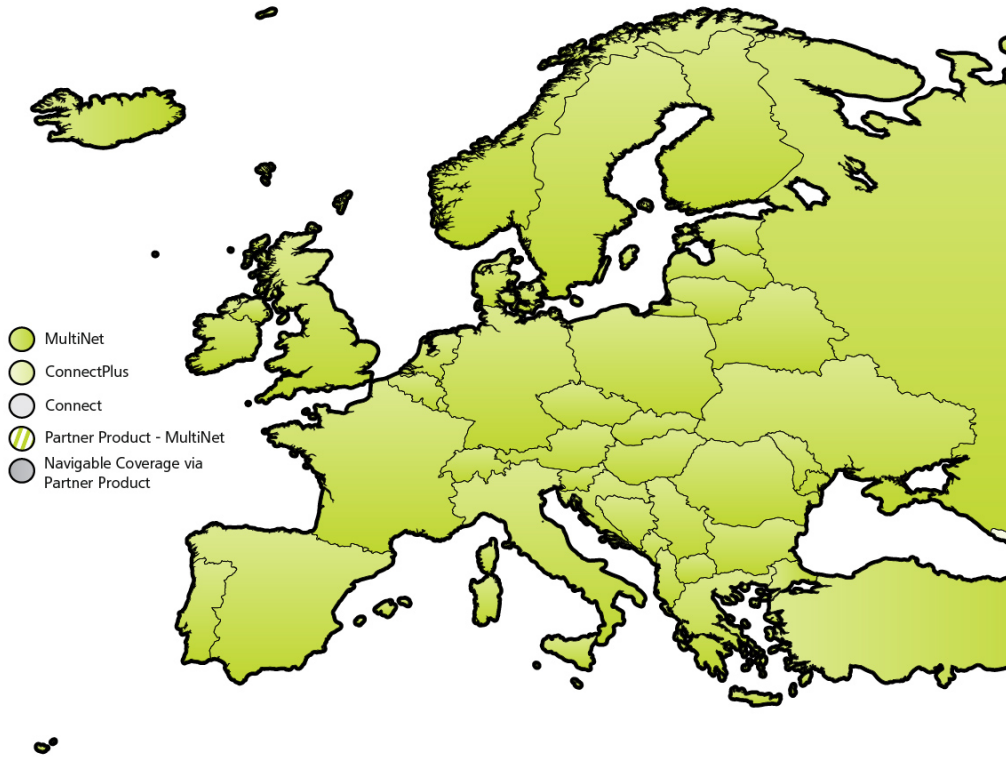 MultiNet
ConnectPlus
Connect
Partner Product - MultiNet
Navigable Coverage via
Partner Product